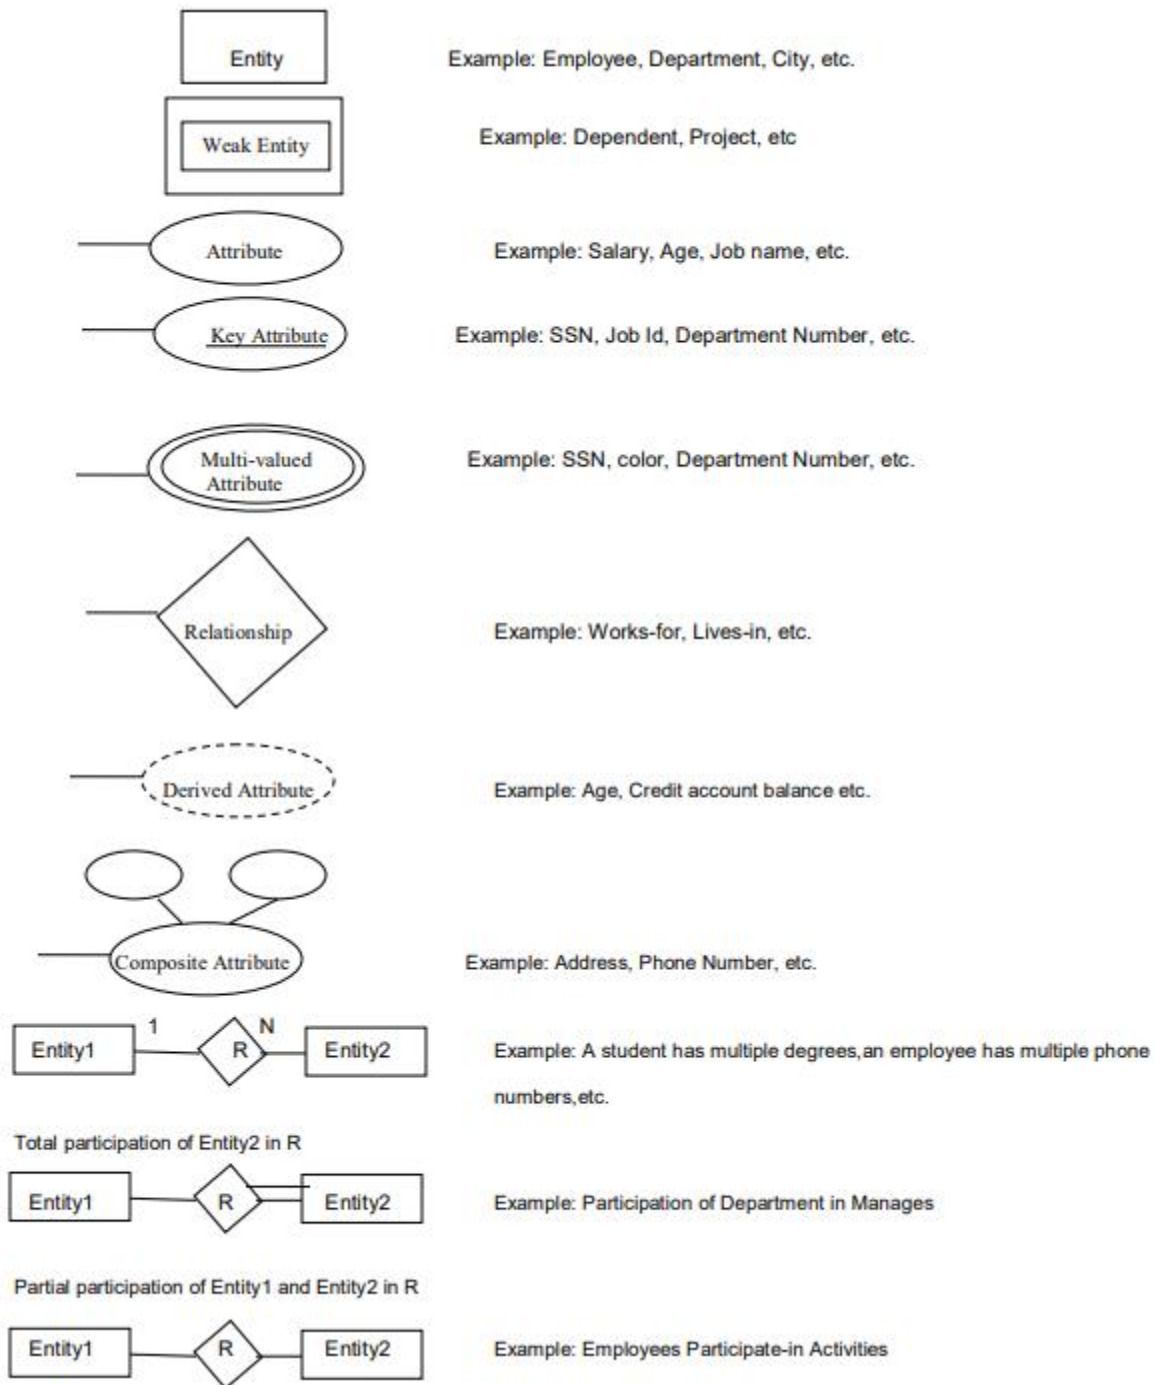 Entity
Example: Employee, Department, City, etc.
Weak Entity
Example: Dependent, Project, etc
Attribute
Example: Salary, Age, Job name, etc.
Key Attribute
Example: SSN, Job Id, Department Number, etc.
Multi-valued
Attribute
Example: SSN, color, Department Number, etc.
Relationship
Example: Works-for, Lives-in, etc.
Derived Attribute
Example: Age, Credit account balance etc.
Composite Attribute
Example: Address, Phone Number, etc.
1 N
Entity1 R Entity2
Example: A student has multiple degrees,an employee has multiple phone
numbers,etc.
Total participation of Entity2 in R
Entity1 R Entity2
Example: Participation of Department in Manages
Partial participation of Entity1 and Entity2 in R
Entity1 R Entity2
Example: Employees Participate-in Activities